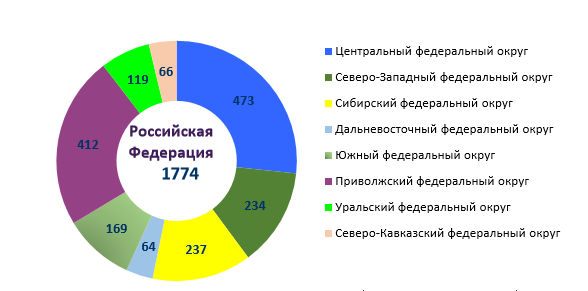 473
234
237
64
169
412
119
66
Российская
Федерация
1774
Центральный федеральный округ
Северо-Западный федеральный округ
Сибирский федеральный округ
Дальневосточный федеральный округ
Южный федеральный округ
Приволжский федеральный округ
Уральский федеральный округ
Северо-Кавказский федеральный округ